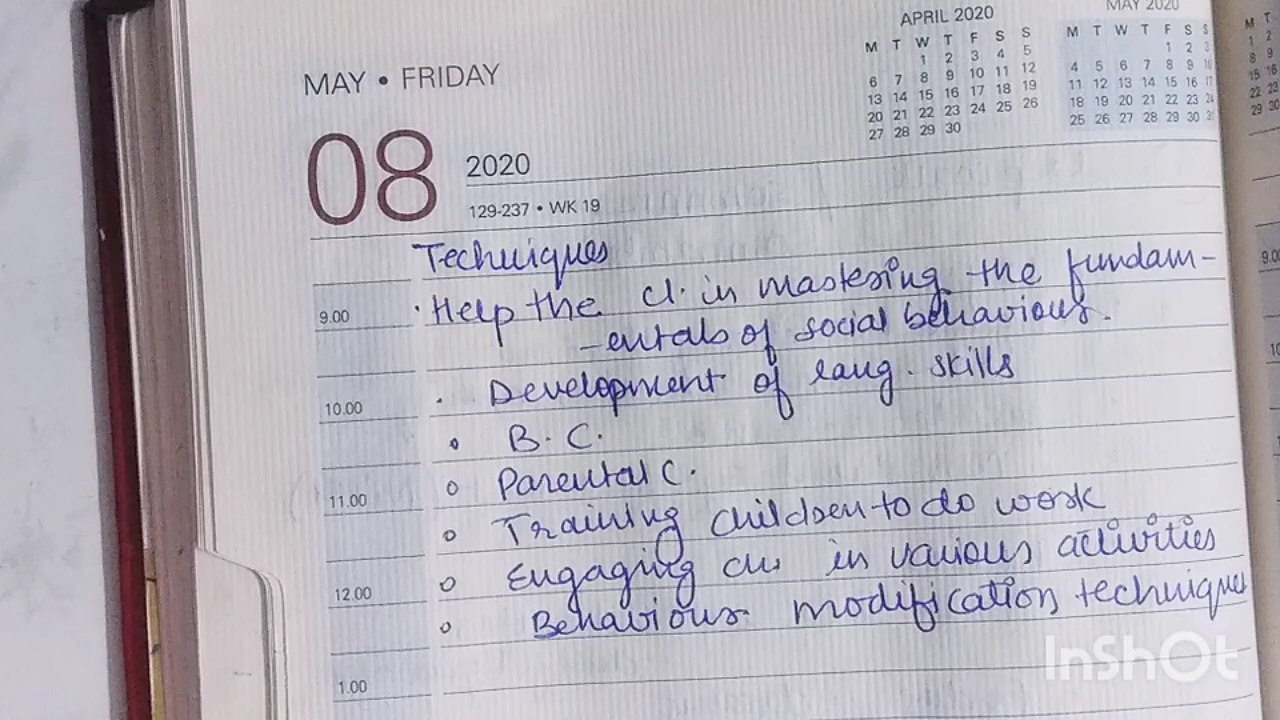 APRIL 2020
M T W T F S S
1 2 3 4 5
6 7 8 9 10 11 12
13 14 15 16 17 18 19
20 21 22 23 24 25 26
27 28 29 30
MAY 2020
M T W T F S S
1 2 3
4 5 6 7 8 9 10
11 12 13 14 15 16 17
18 19 20 21 22 23 24
25 26 27 28 29 30 31
MAY • FRIDAY
08 2020
129-237 • WK 19
Techniques
9.00 · Help the cl. in mastering the fundam-
-entals of social behaviour.
10.00 · Development of lang. skills
B. C.
11.00 Parental C.
Training children to do work
12.00 Engaging in various activities
Behaviour modification techniques
1.00
InShOt